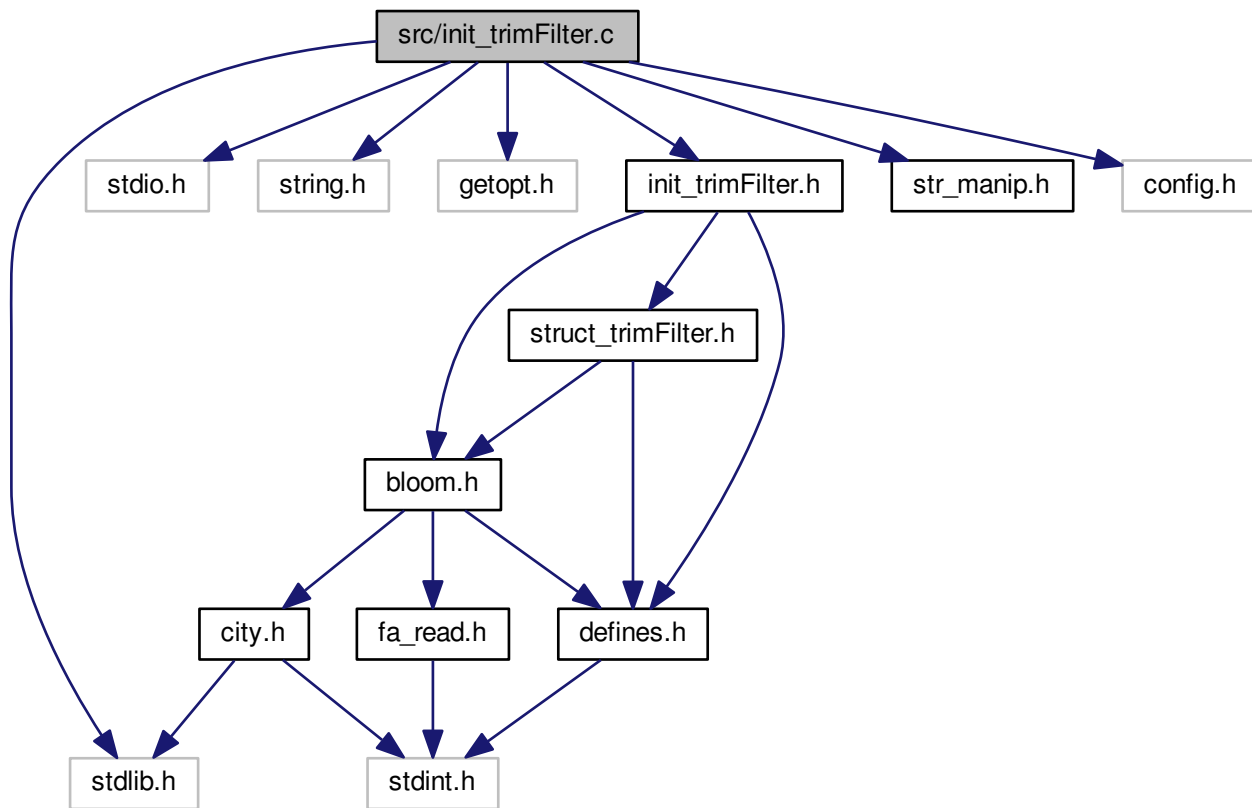 src/init_trimFilter.c
stdio.h
string.h
getopt.h
init_trimFilter.h
str_manip.h
config.h
struct_trimFilter.h
bloom.h
city.h
fa_read.h
defines.h
stdlib.h
stdint.h